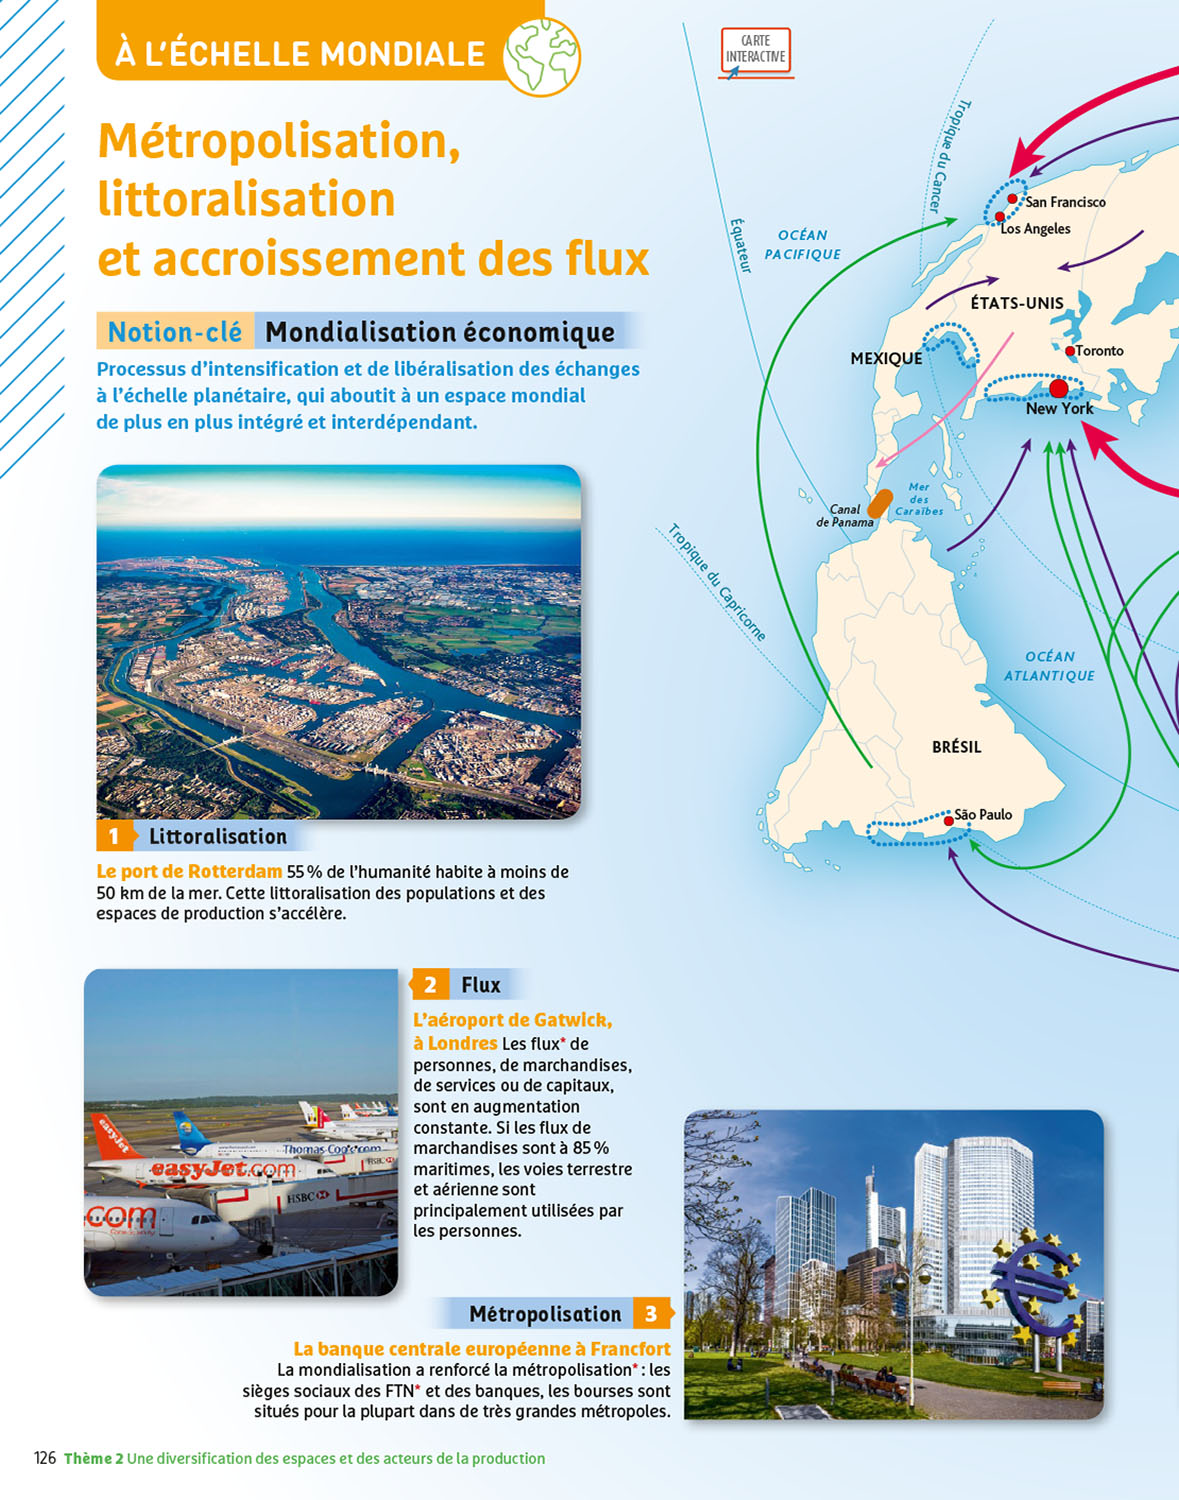 À L'ÉCHELLE MONDIALE
Métropolisation,
littoralisation
et accroissement des flux
Notion-clé Mondialisation économique
Processus d'intensification et de libéralisation des échanges
à l'échelle planétaire, qui aboutit à un espace mondial
de plus en plus intégré et interdépendant.
1 Littoralisation
Le port de Rotterdam 55 % de l'humanité habite à moins de
50 km de la mer. Cette littoralisation des populations et des
espaces de production s'accélère.
easyJet
Thomas Cook.com
easyJet.com
HSBC
HSBC
.com
2 Flux
L'aéroport de Gatwick,
à Londres Les flux* de
personnes, de marchandises,
de services ou de capitaux,
sont en augmentation
constante. Si les flux de
marchandises sont à 85 %
maritimes, les voies terrestre
et aérienne sont
principalement utilisées par
les personnes.
Métropolisation 3
La banque centrale européenne à Francfort
La mondialisation a renforcé la métropolisation* : les
sièges sociaux des FTN* et des banques, les bourses sont
situés pour la plupart dans de très grandes métropoles.
CARTE
INTERACTIVE
Tropique du Cancer
San Francisco
Los Angeles
Équateur
OCÉAN
PACIFIQUE
ÉTATS-UNIS
Toronto
MEXIQUE
New York
Mer
des
Caraïbes
Canal
de Panama
Tropique du Capricorne
OCÉAN
ATLANTIQUE
BRÉSIL
São Paulo
126 Thème 2 Une diversification des espaces et des acteurs de la production